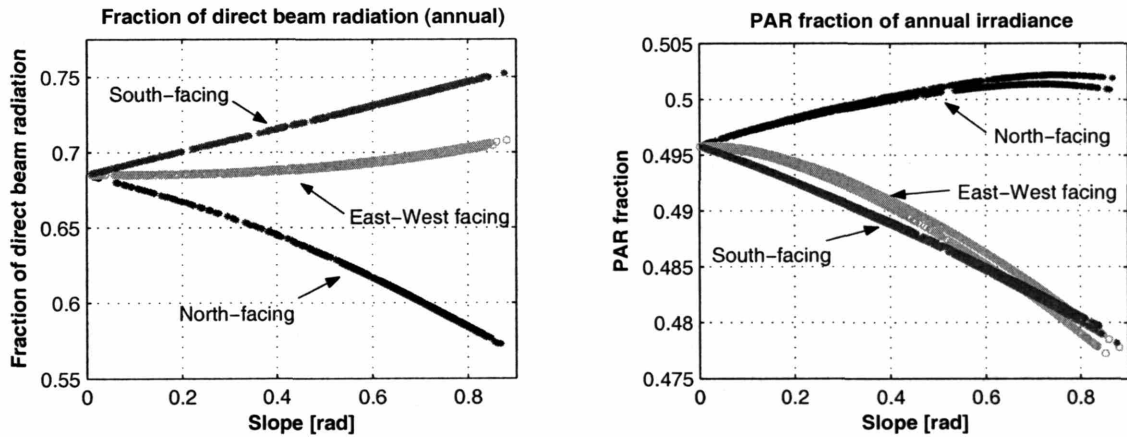 Fraction of direct beam radiation (annual)
Fraction of direct beam radiation
0.75
0.7
0.65
0.6
0.55
South-facing
East-West facing
North-facing
0
0.2
0.4
0.6
0.8
Slope [rad]
PAR fraction of annual irradiance
PAR fraction
0.505
0.5
0.495
0.49
0.485
0.48
0.475
North-facing
East-West facing
South-facing
0
0.2
0.4
0.6
0.8
Slope [rad]